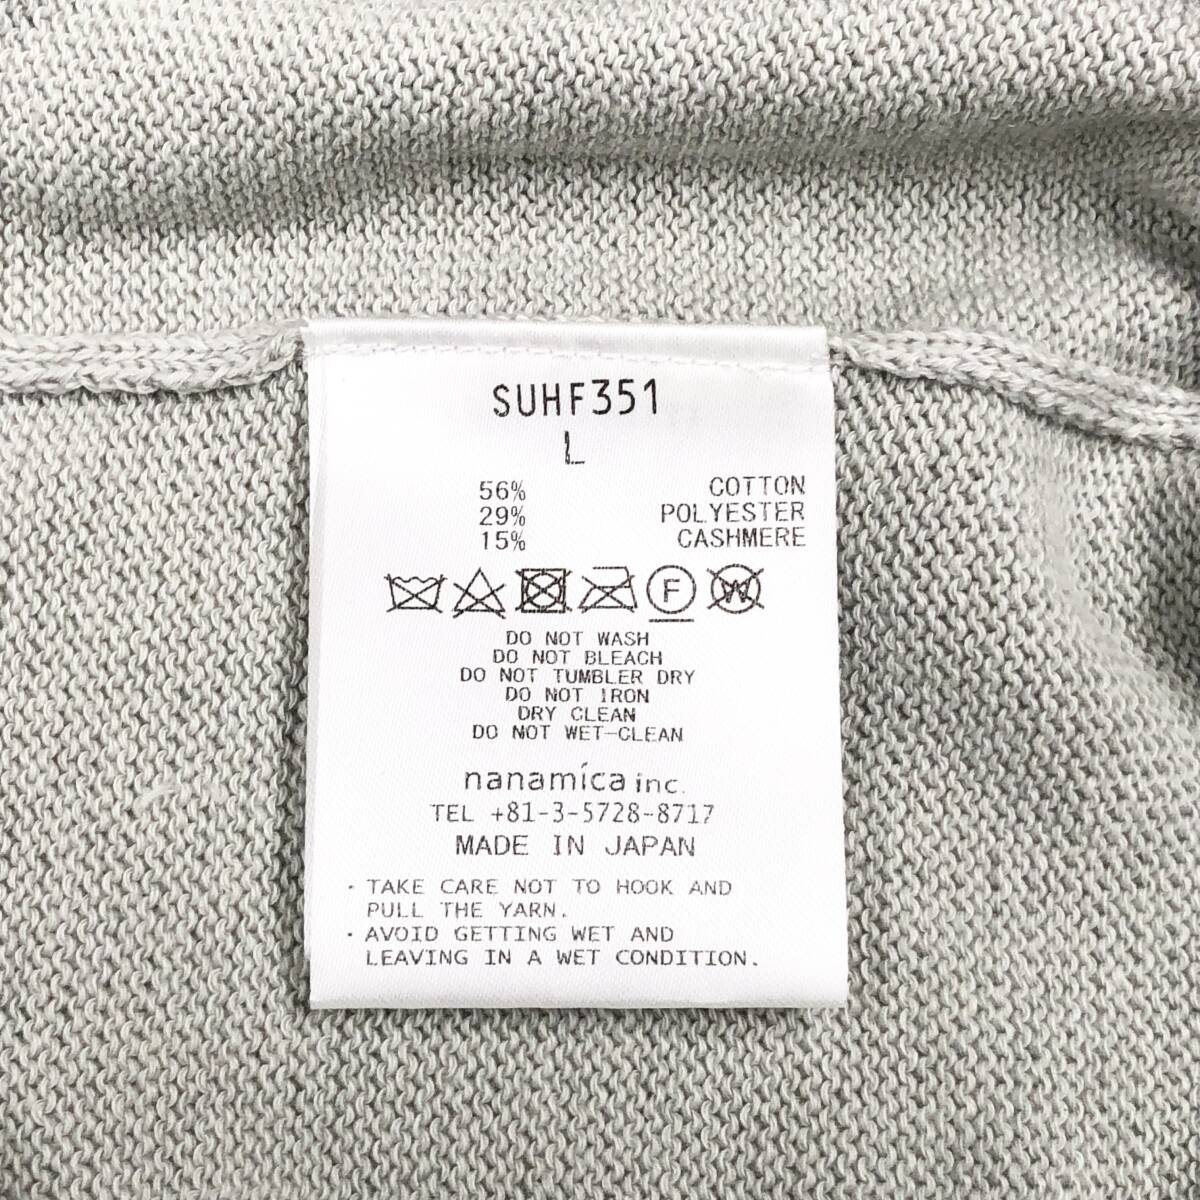 SUHF351
L
56% COTTON
29% POLYESTER
15% CASHMERE
F W
DO NOT WASH
DO NOT BLEACH
DO NOT TUMBLER DRY
DO NOT IRON
DRY CLEAN
DO NOT WET-CLEAN
nanamica inc.
TEL +81-3-5728-8717
MADE IN JAPAN
· TAKE CARE NOT TO HOOK AND
PULL THE YARN.
· AVOID GETTING WET AND
LEAVING IN A WET CONDITION.